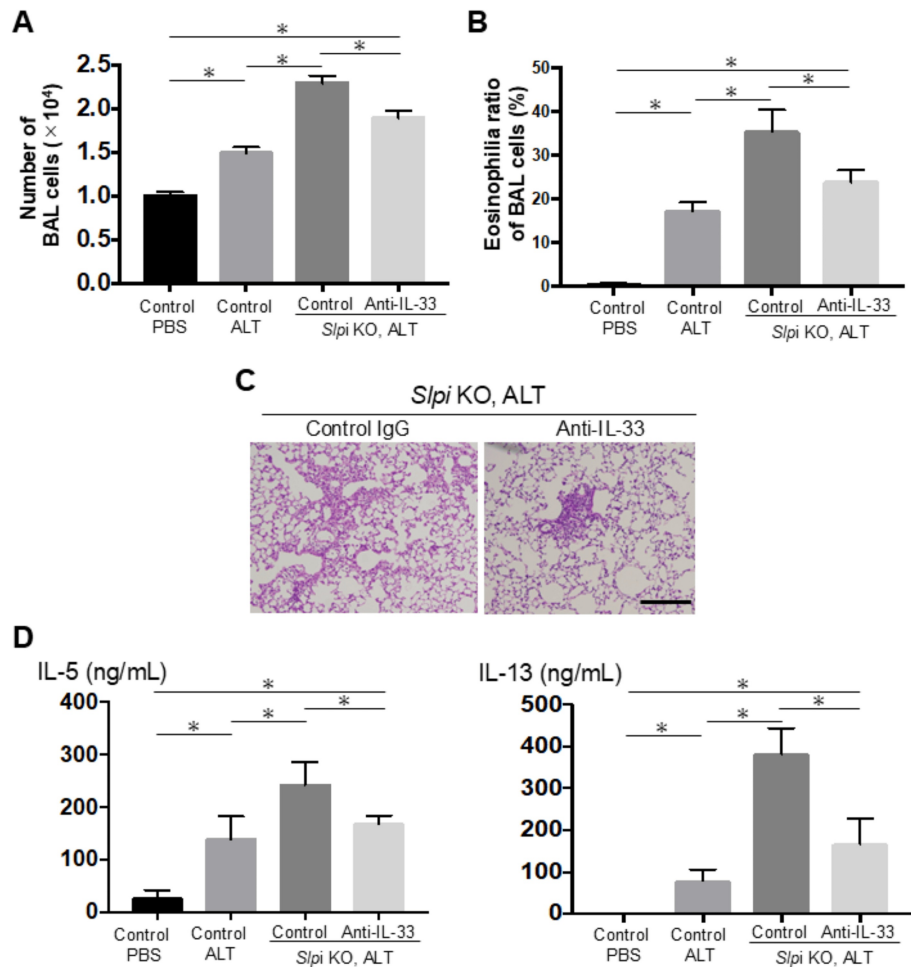 A
Number of
BAL cells (×10⁴)
2.5
2.0
1.5
1.0
0.5
0.0
*
*
*
*
Control
PBS
Control
ALT
Control
Anti-IL-33
Slpi KO, ALT
B
Eosinophilia ratio
of BAL cells (%)
50
40
30
20
10
0
*
*
*
*
Control
PBS
Control
ALT
Control
Anti-IL-33
Slpi KO, ALT
C
Slpi KO, ALT
Control IgG
Anti-IL-33
D
IL-5 (ng/mL)
400
300
200
100
0
*
*
*
*
Control
PBS
Control
ALT
Control
Anti-IL-33
Slpi KO, ALT
IL-13 (ng/mL)
500
400
300
200
100
0
*
*
*
*
Control
PBS
Control
ALT
Control
Anti-IL-33
Slpi KO, ALT